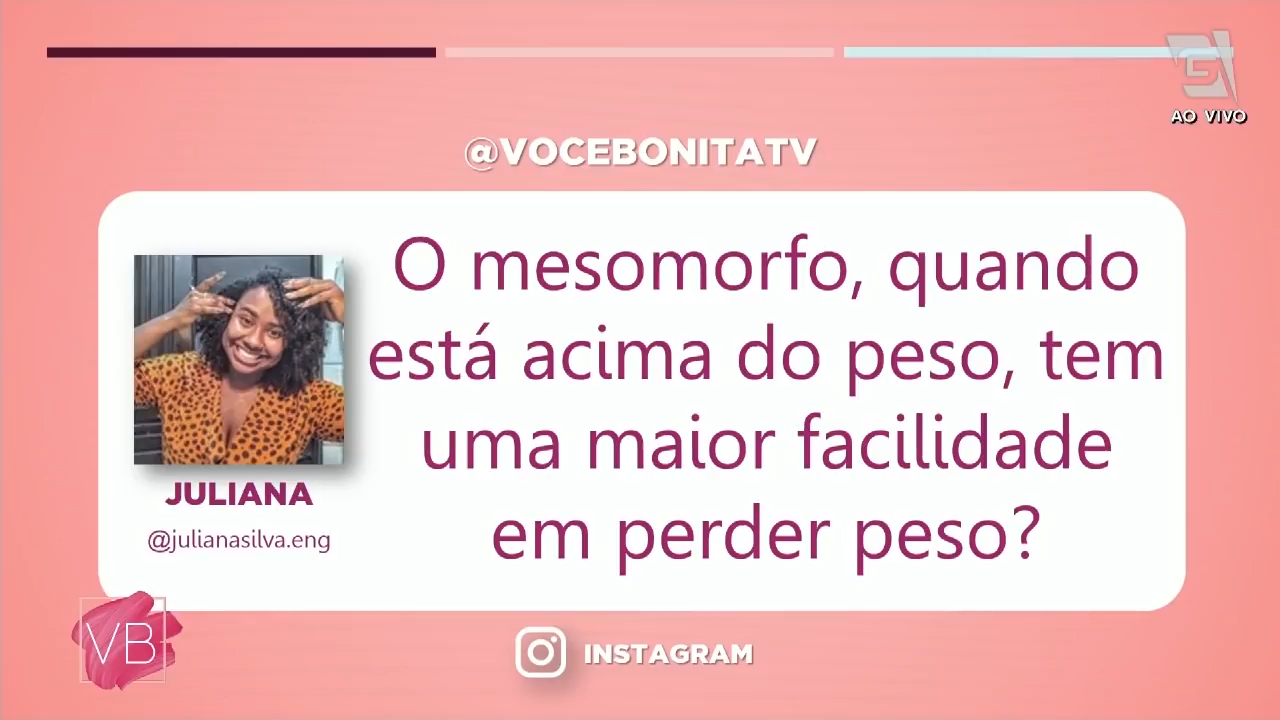 AO VIVO
@VOCEBONITATV
O mesomorfo, quando
está acima do peso, tem
uma maior facilidade
em perder peso?
JULIANA
@julianasilva.eng
VB
INSTAGRAM